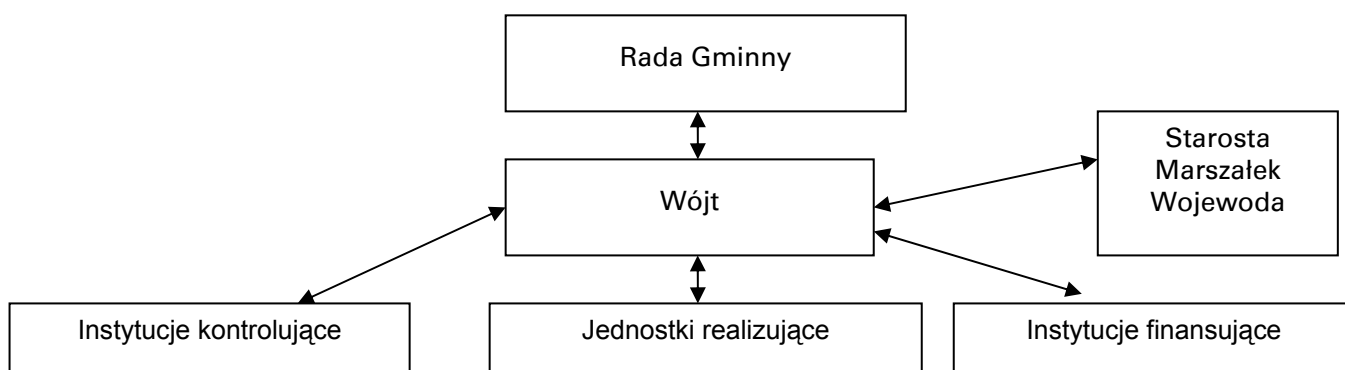 Rada Gminny
Starosta
Marszałek
Wojewoda
Wójt
Instytucje kontrolujące
Jednostki realizujące
Instytucje finansujące